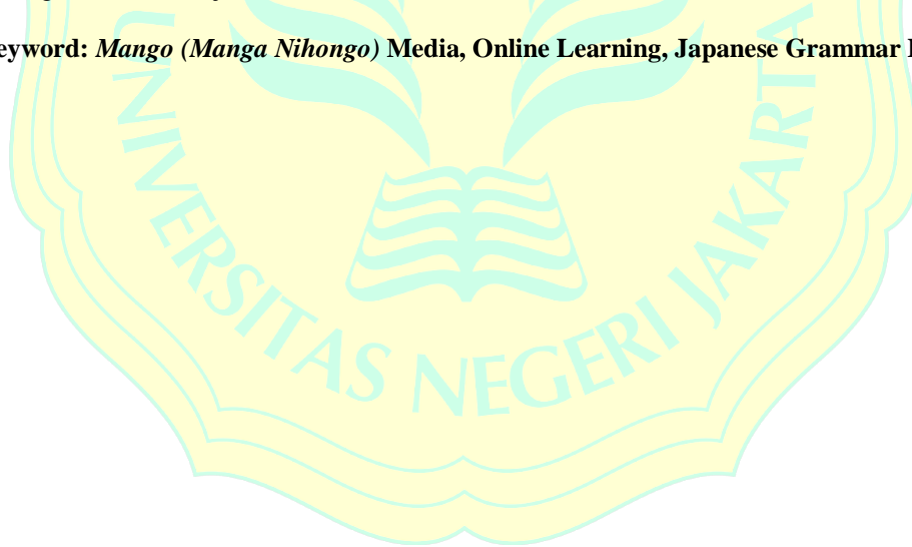 eyword: Mango (Manga Nihongo) Media, Online Learning, Japanese Grammar
UNIVERSITAS NEGERI JAKARTA